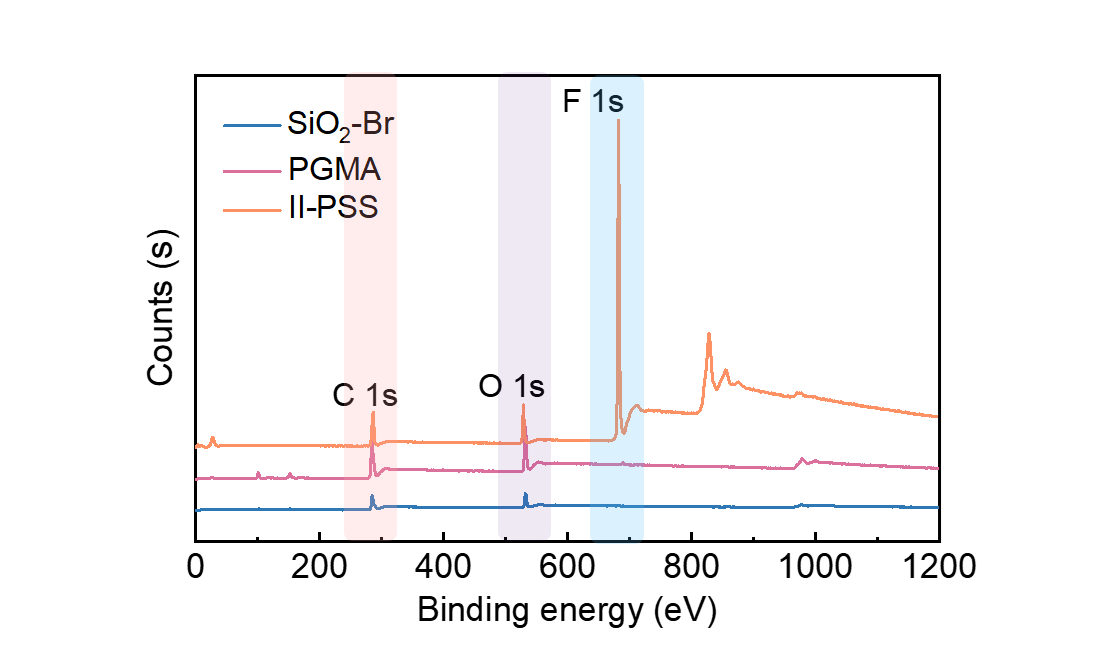 F 1s
SiO₂-Br
PGMA
II-PSS
Counts (s)
C 1s
O 1s
0 200 400 600 800 1000 1200
Binding energy (eV)